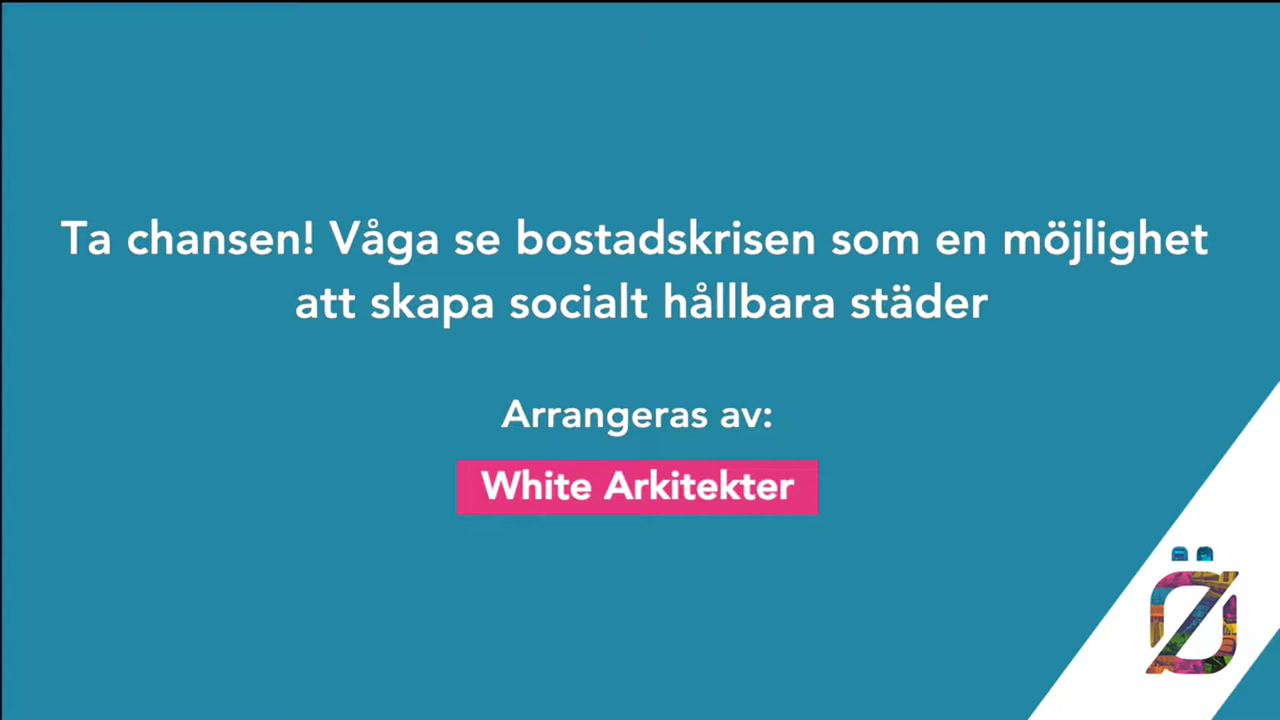 Ta chansen! Våga se bostadskrisen som en möjlighet
att skapa socialt hållbara städer
Arrangeras av:
White Arkitekter